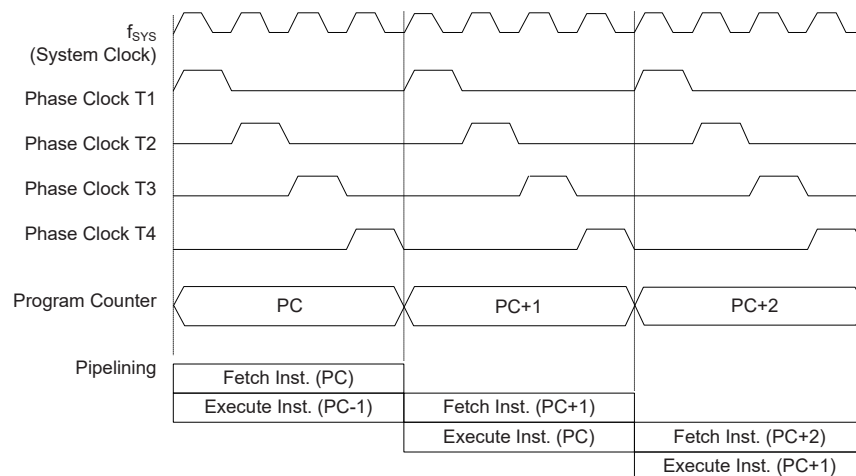 fSYS
(System Clock)
Phase Clock T1
Phase Clock T2
Phase Clock T3
Phase Clock T4
Program Counter PC PC+1 PC+2
Pipelining
Fetch Inst. (PC)
Execute Inst. (PC-1) Fetch Inst. (PC+1)
Execute Inst. (PC) Fetch Inst. (PC+2)
Execute Inst. (PC+1)